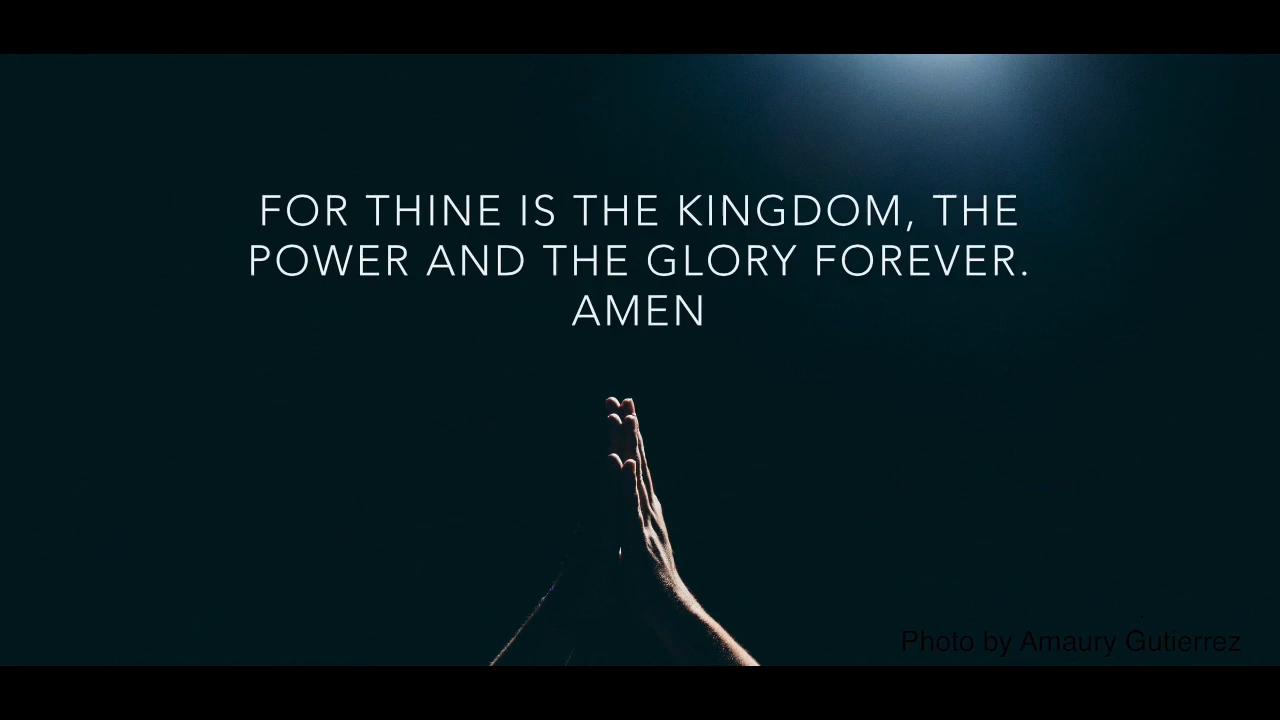 FOR THINE IS THE KINGDOM, THE
POWER AND THE GLORY FOREVER.
AMEN
Photo by Amaury Gutierrez